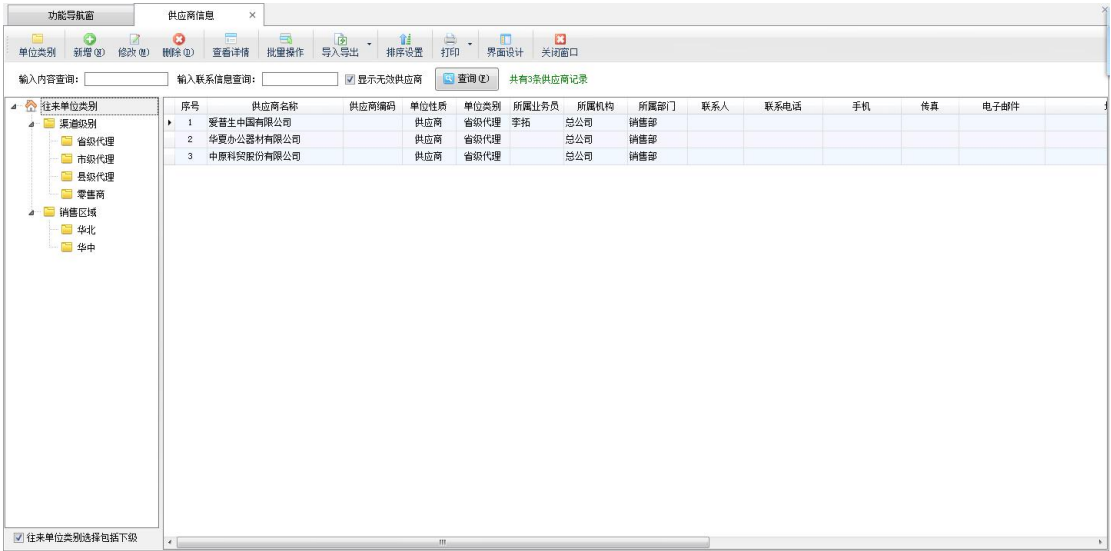 功能导航窗 供应商信息 ×
单位类别 新增(N) 修改(M) 删除(D) 查看详情 批量操作 导入导出 排序设置 打印 界面设计 关闭窗口
输入内容查询: 输入联系信息查询: 显示无效供应商 查询(F) 共有3条供应商记录
往来单位类别
渠道级别
省级代理
市级代理
县级代理
零售商
销售区域
华北
华中
往来单位类别选择包括下级
序号 供应商名称 供应商编码 单位性质 单位类别 所属业务员 所属机构 所属部门 联系人 联系电话 手机 传真 电子邮件
1 爱普生中国有限公司 供应商 省级代理 李拓 总公司 销售部
2 华夏办公器材有限公司 供应商 省级代理 总公司 销售部
3 中原科贸股份有限公司 供应商 省级代理 总公司 销售部